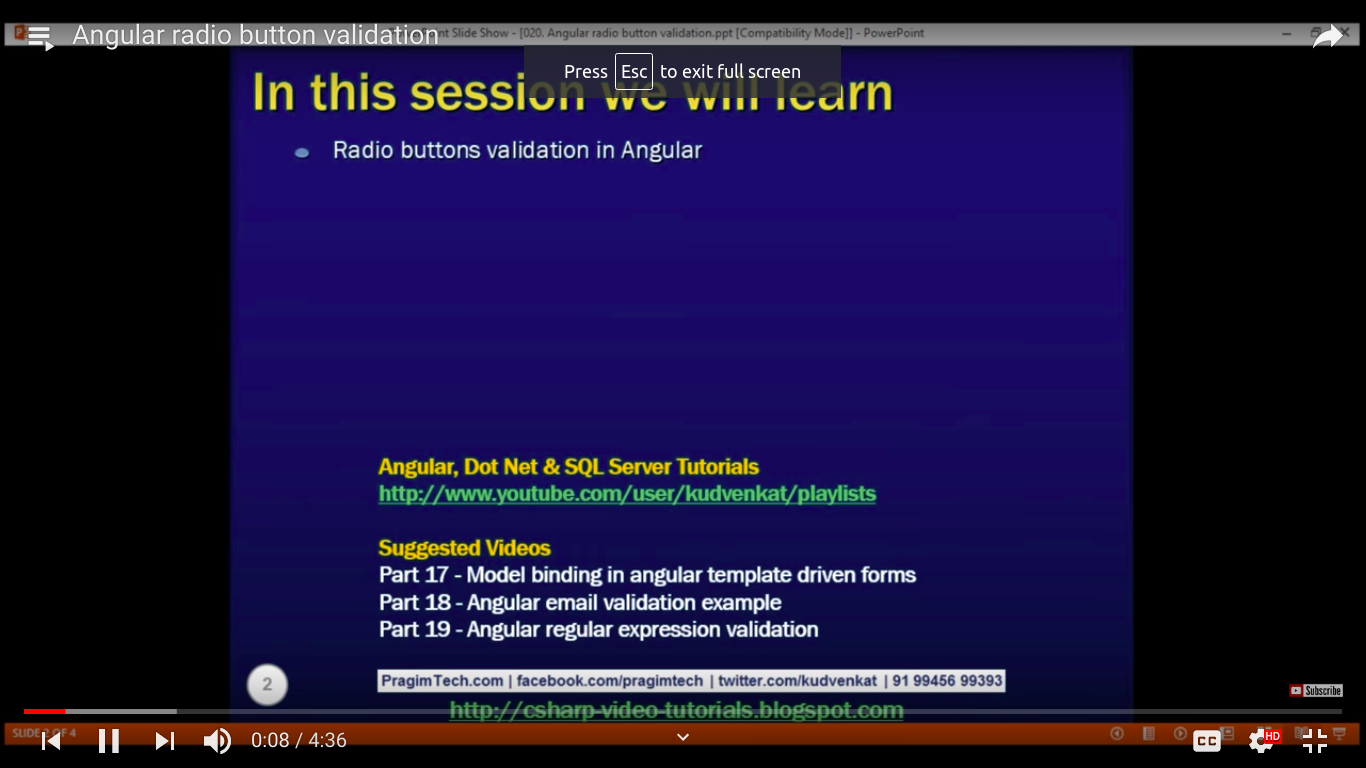 Angular radio button validation
nt Slide Show - [020. Angular radio button validation.ppt [Compatibility Mode]] - PowerPoint
Press Esc to exit full screen
In this session we will learn
Radio buttons validation in Angular
Angular, Dot Net & SQL Server Tutorials
http://www.youtube.com/user/kudvenkat/playlists
Suggested Videos
Part 17 - Model binding in angular template driven forms
Part 18 - Angular email validation example
Part 19 - Angular regular expression validation
2
PragimTech.com | facebook.com/pragimtech | twitter.com/kudvenkat | 91 99456 99393
Subscribe
http://csharp-video-tutorials.blogspot.com
SLIDE 2 OF 4
0:08 / 4:36
CC
HD